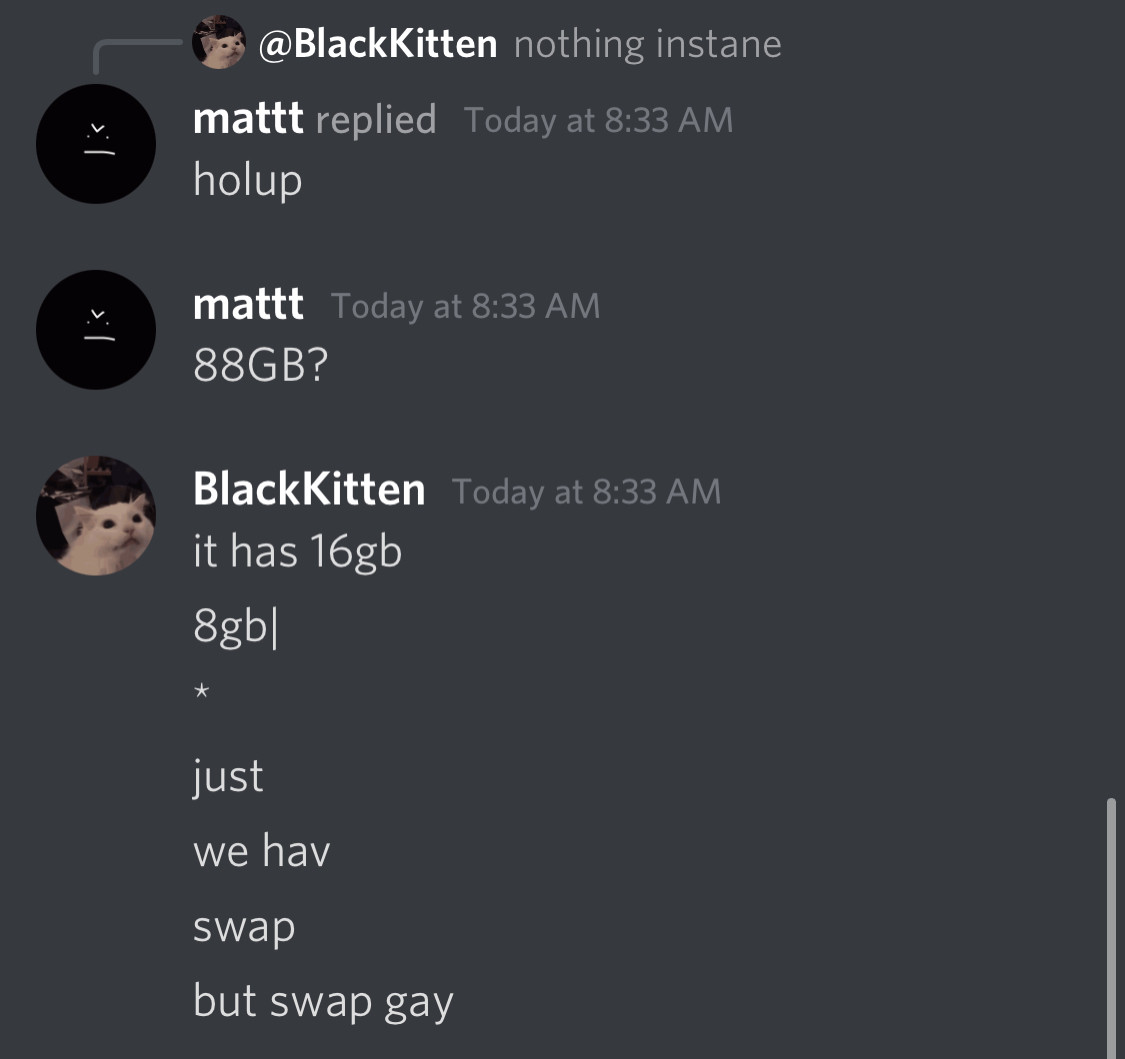 @BlackKitten nothing instane
mattt replied Today at 8:33 AM
holup
mattt Today at 8:33 AM
88GB?
BlackKitten Today at 8:33 AM
it has 16gb
8gb|
*
just
we hav
swap
but swap gay